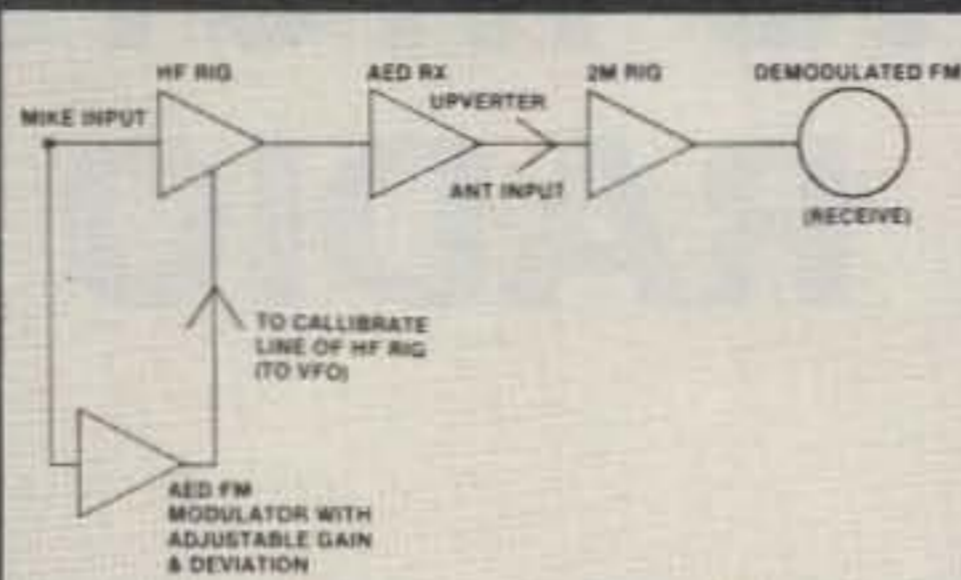 HF RIG
AED RX
2M RIG
DEMODULATED FM
UPVERTER
MIKE INPUT
ANT INPUT
(RECEIVE)
TO CALLIBRATE
LINE OF HF RIG
(TO VFO)
AED FM
MODULATOR WITH
ADJUSTABLE GAIN
& DEVIATION